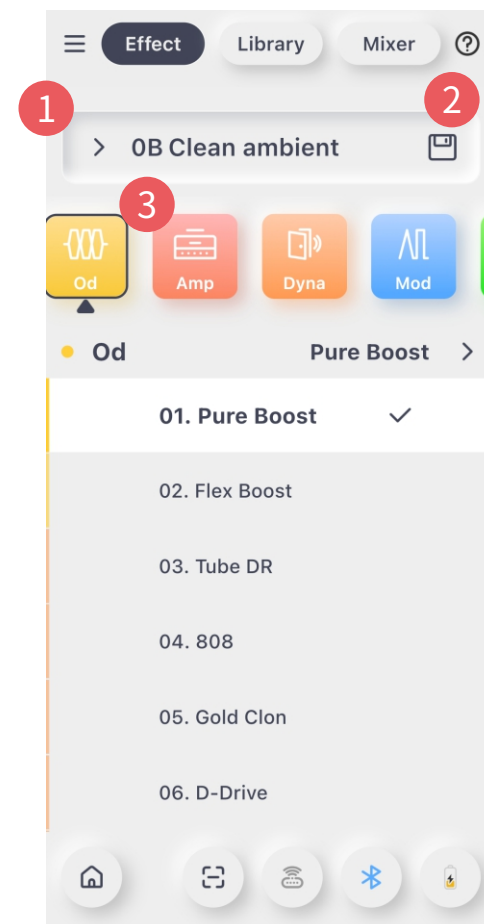 Effect Library Mixer ?
1 2
0B Clean ambient
3
Od Amp Dyna Mod
Od Pure Boost
01. Pure Boost
02. Flex Boost
03. Tube DR
04. 808
05. Gold Clon
06. D-Drive